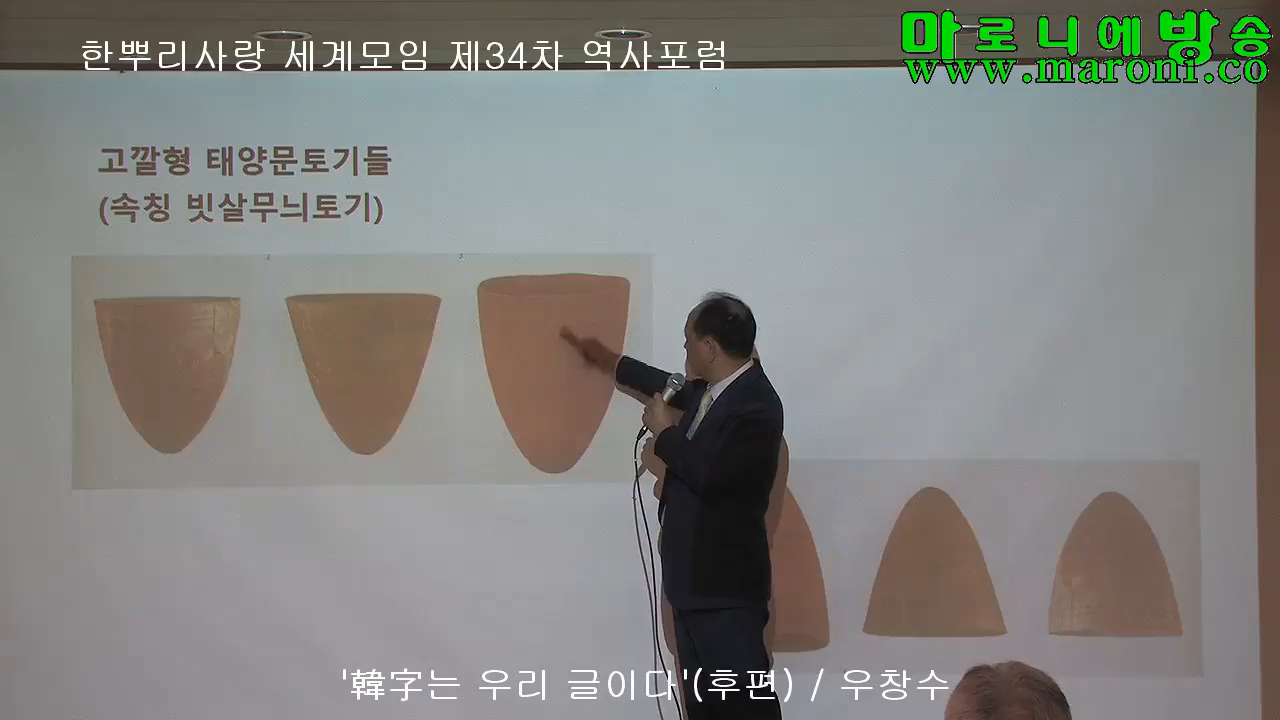 한뿌리사랑 세계모임 제34차 역사포럼
마로니에방송
www.maroni.co
고깔형 태양문토기들
(속칭 빗살무늬토기)
'韓字는 우리 글이다'(후편) / 우창수